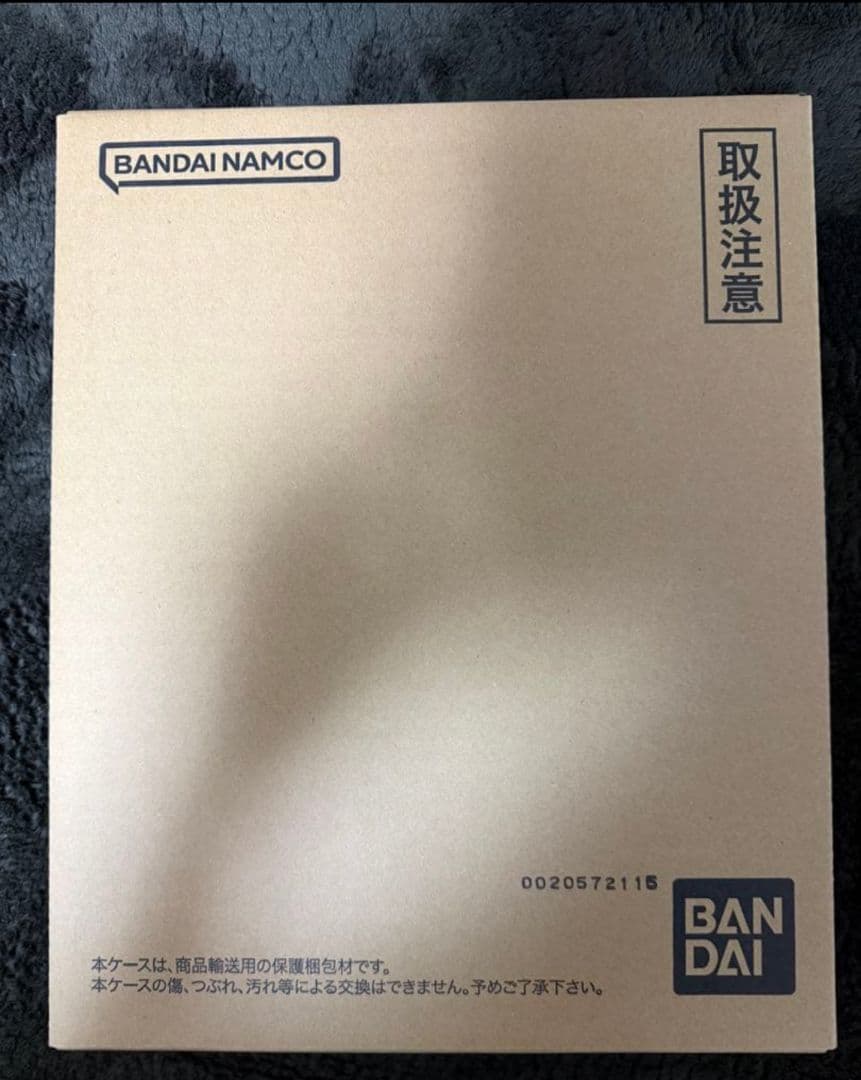 BANDAI NAMCO
取扱注意
0020572115
BAN
DAI
本ケースは、商品輸送用の保護梱包材です。
本ケースの傷、つぶれ、汚れ等による交換はできません。予めご了承下さい。